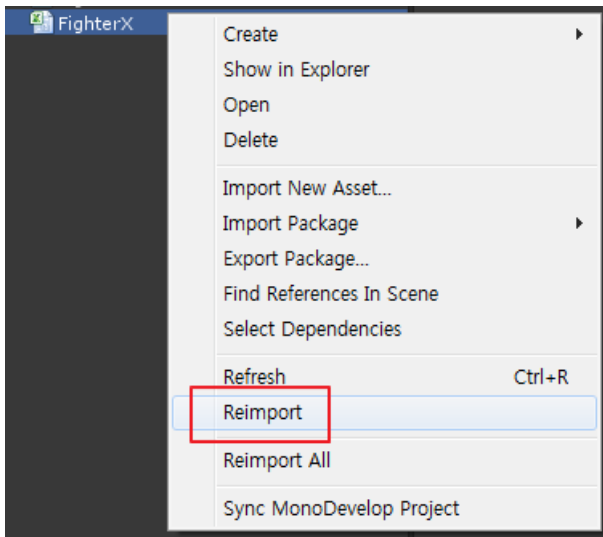 FighterX
Create
Show in Explorer
Open
Delete
Import New Asset...
Import Package
Export Package...
Find References In Scene
Select Dependencies
Refresh Ctrl+R
Reimport
Reimport All
Sync MonoDevelop Project